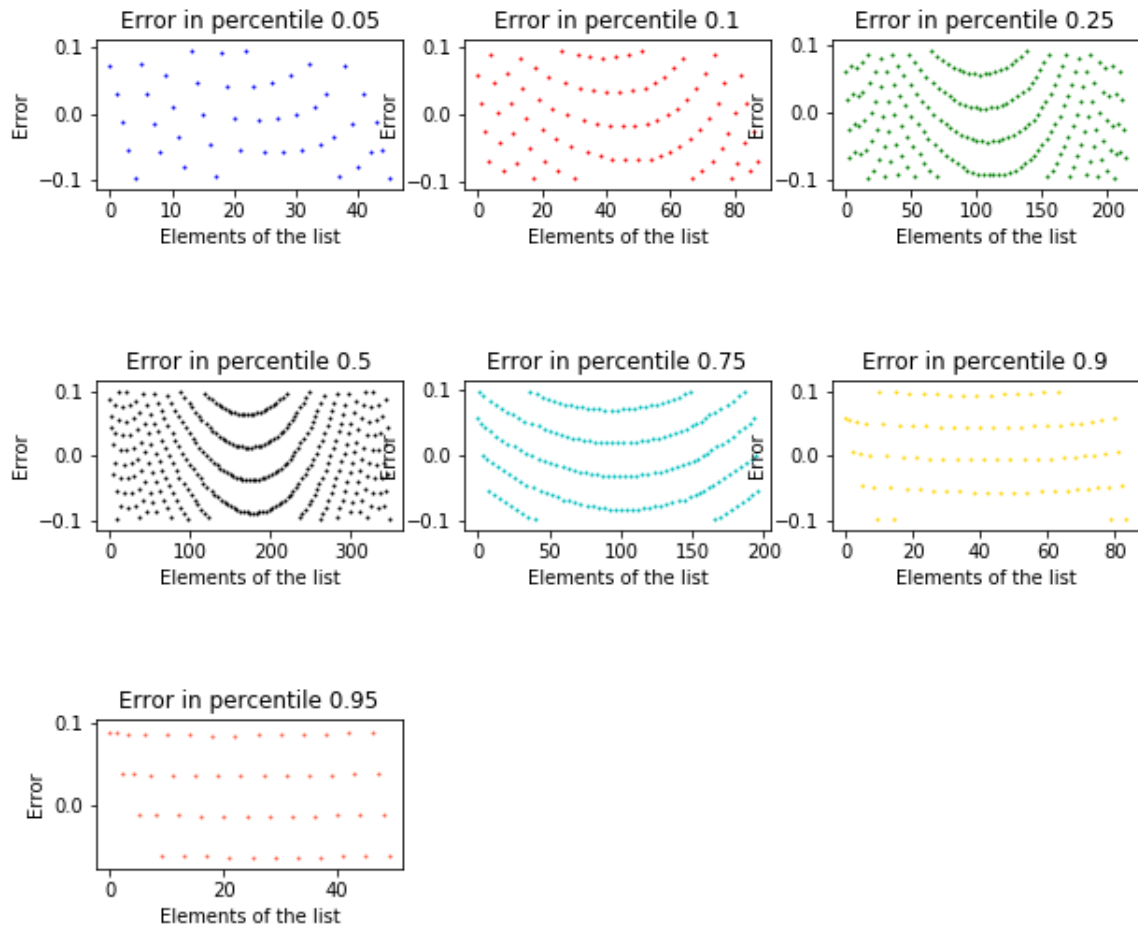 Error in percentile 0.05
Error in percentile 0.1
Error in percentile 0.25
0.1
0.0
−0.1
Error
0 10 20 30 40
Elements of the list
0.1
0.0
−0.1
Error
0 20 40 60 80
Elements of the list
0.1
0.0
−0.1
Error
0 50 100 150 200
Elements of the list
Error in percentile 0.5
Error in percentile 0.75
Error in percentile 0.9
0.1
0.0
−0.1
Error
0 100 200 300
Elements of the list
0.1
0.0
−0.1
Error
0 50 100 150 200
Elements of the list
0.1
0.0
−0.1
Error
0 20 40 60 80
Elements of the list
Error in percentile 0.95
0.1
0.0
Error
0 20 40
Elements of the list